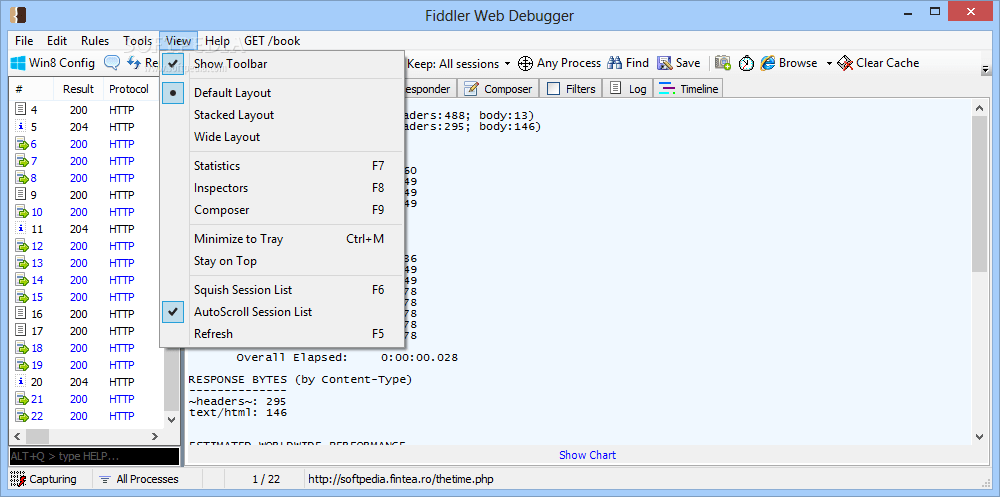 Fiddler Web Debugger
File Edit Rules Tools View Help GET /book
Win8 Config Re Keep: All sessions Any Process Find Save Browse Clear Cache
# Result Protocol
Composer Filters Log Timeline
Show Toolbar
Default Layout
Stacked Layout
Wide Layout
Statistics F7
Inspectors F8
Composer F9
Minimize to Tray Ctrl+M
Stay on Top
Squish Session List F6
AutoScroll Session List
Refresh F5
4 200 HTTP
5 204 HTTP
6 200 HTTP
7 200 HTTP
8 200 HTTP
9 200 HTTP
10 200 HTTP
11 204 HTTP
12 200 HTTP
13 200 HTTP
14 200 HTTP
15 200 HTTP
16 200 HTTP
17 200 HTTP
18 200 HTTP
19 200 HTTP
20 204 HTTP
21 200 HTTP
22 200 HTTP
aders:488; body:13)
aders:295; body:146)
60
49
49
49
36
49
49
78
78
78
78
Overall Elapsed: 0:00:00.028
RESPONSE BYTES (by Content-Type)
--------------
~headers~: 295
text/html: 146
ESTIMATED WORLDWIDE PERFORMANCE
Show Chart
ALT+Q > type HELP...
Capturing All Processes 1 / 22 http://softpedia.fintea.ro/thetime.php